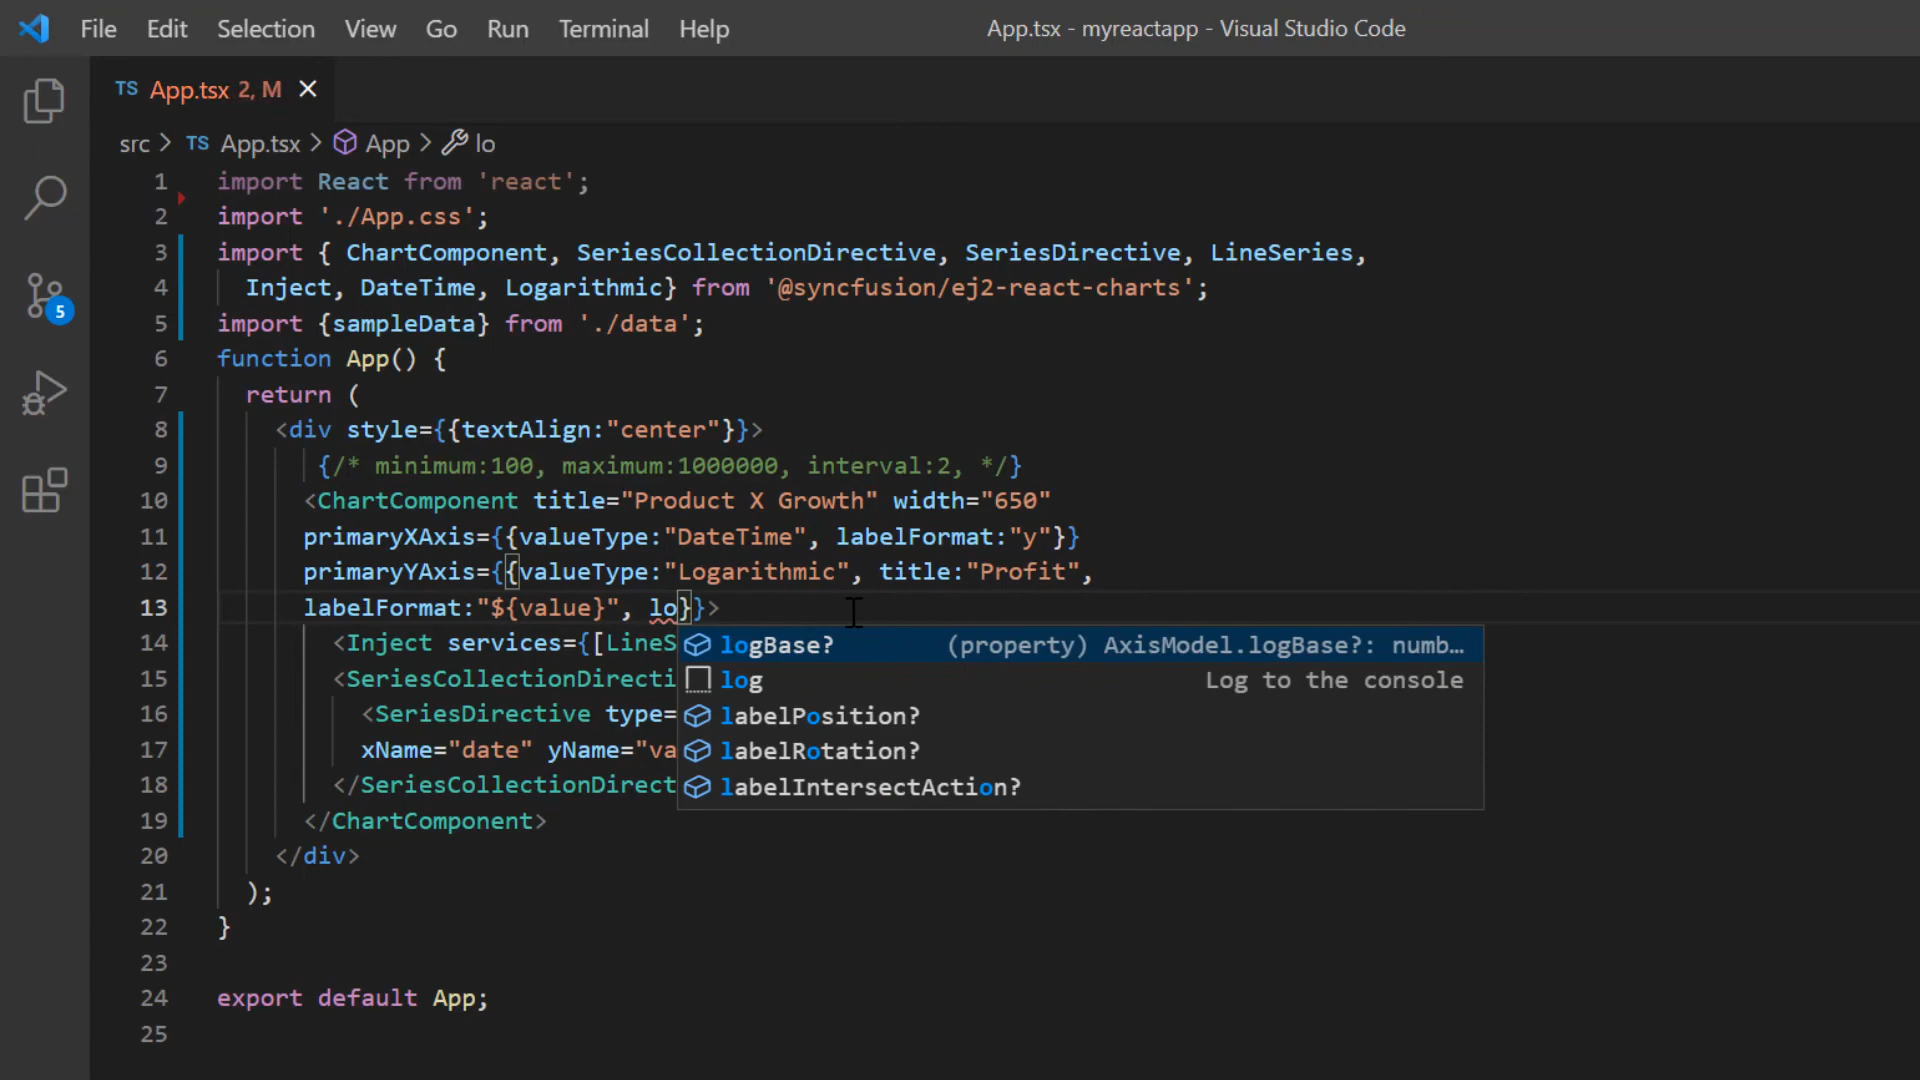 File Edit Selection View Go Run Terminal Help
App.tsx - myreactapp - Visual Studio Code
TS App.tsx 2, M
src > TS App.tsx > App > lo
1 import React from 'react';
2 import './App.css';
3 import { ChartComponent, SeriesCollectionDirective, SeriesDirective, LineSeries,
4 Inject, DateTime, Logarithmic} from '@syncfusion/ej2-react-charts';
5 import {sampleData} from './data';
6 function App() {
7 return (
8 <div style={{textAlign:"center"}}>
9 {/* minimum:100, maximum:1000000, interval:2, */}
10 <ChartComponent title="Product X Growth" width="650"
11 primaryXAxis={{valueType:"DateTime", labelFormat:"y"}}
12 primaryYAxis={{valueType:"Logarithmic", title:"Profit",
13 labelFormat:"${value}", lo}}>
14 <Inject services={[LineS
15 <SeriesCollectionDirecti
16 <SeriesDirective type=
17 xName="date" yName="va
18 </SeriesCollectionDirect
19 </ChartComponent>
20 </div>
21 );
22 }
23
24 export default App;
25
logBase? (property) AxisModel.logBase?: numb…
log Log to the console
labelPosition?
labelRotation?
labelIntersectAction?
5